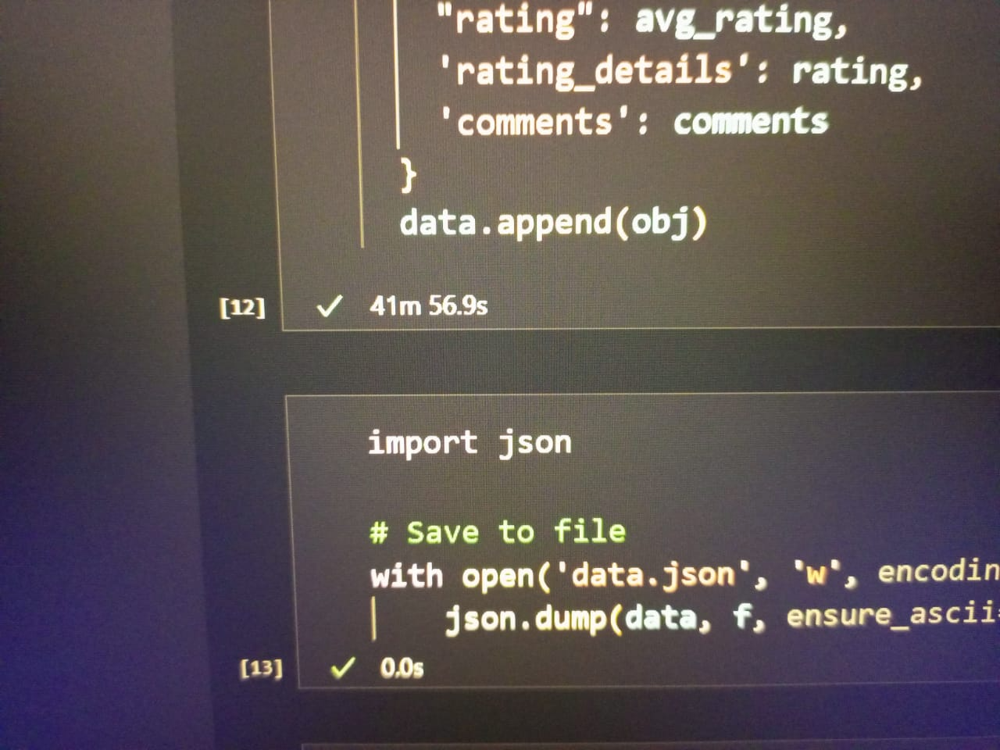 "rating": avg_rating,
'rating_details': rating,
'comments': comments
}
data.append(obj)
[12] ✓ 41m 56.9s
import json
# Save to file
with open('data.json', 'w', encodin
json.dump(data, f, ensure_ascii=
[13] ✓ 0.0s